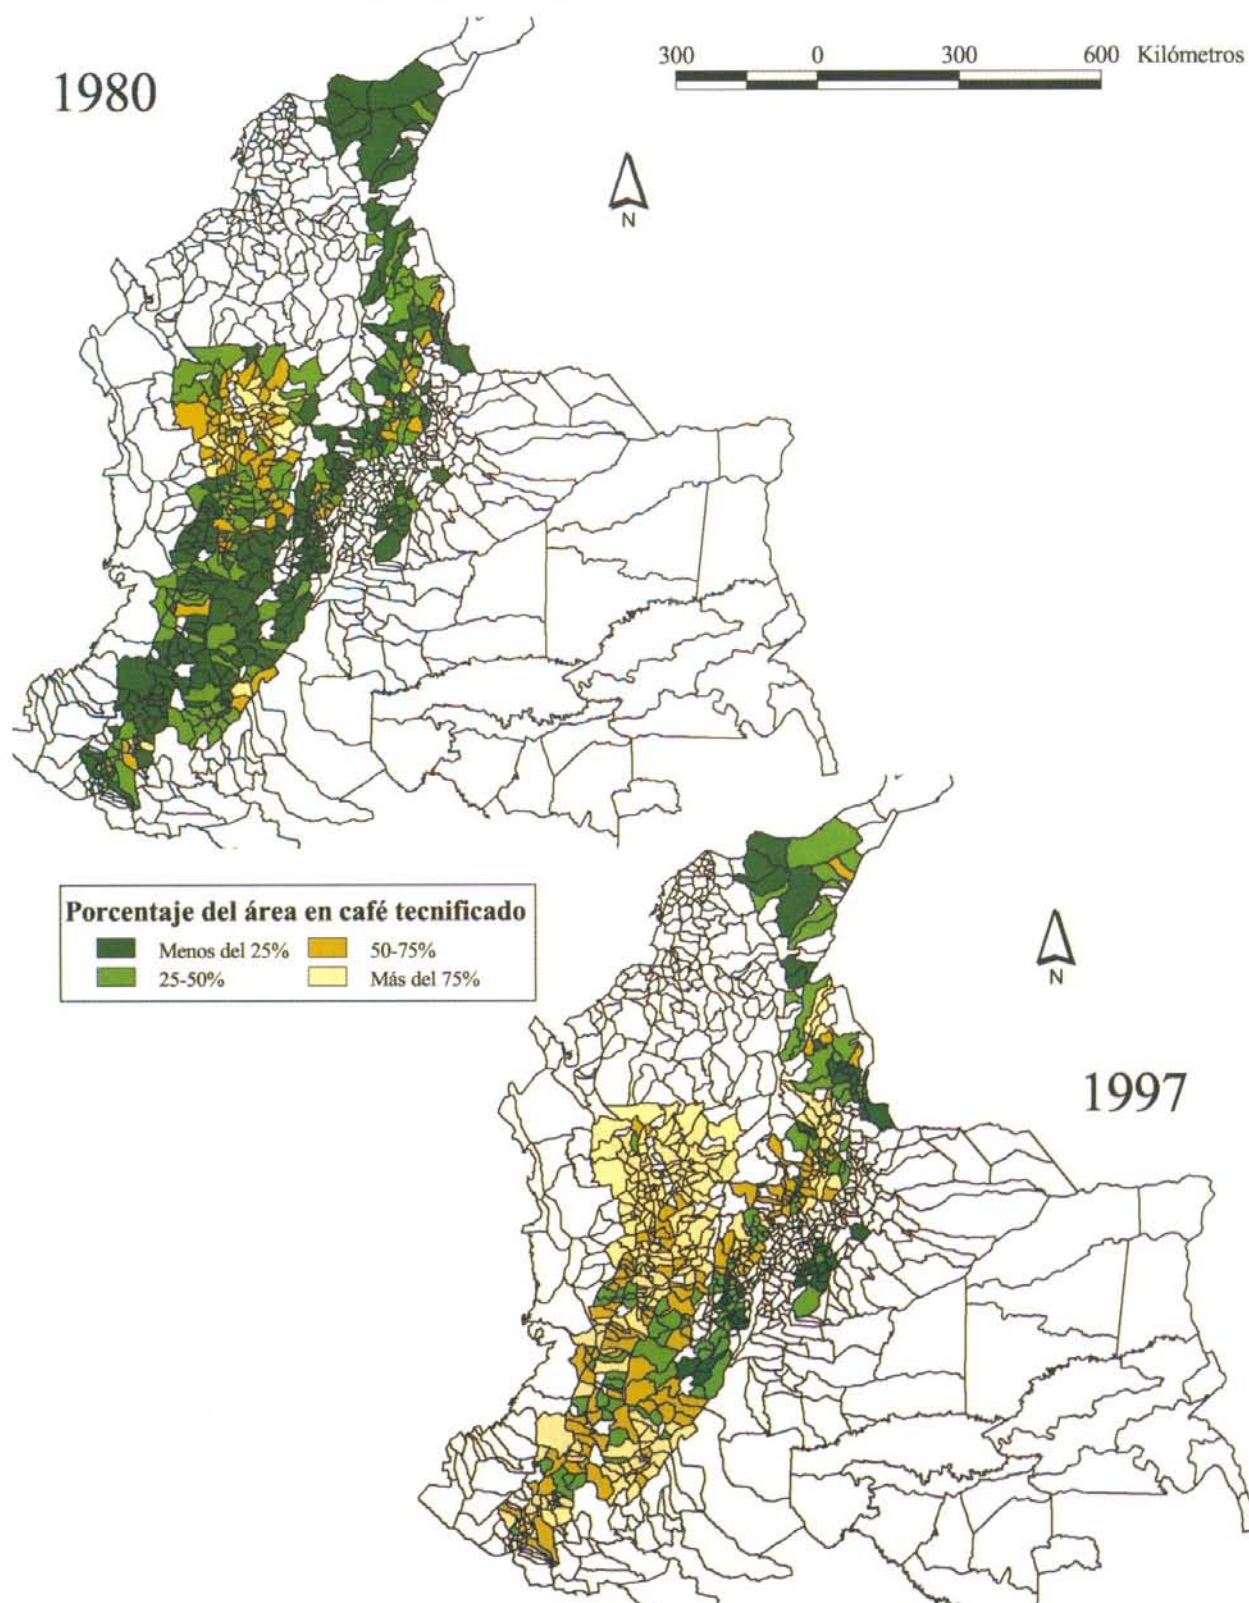 300 0 300 600 Kilómetros
1980
N
Porcentaje del área en café tecnificado
Menos del 25% 50-75%
25-50% Más del 75%
N
1997